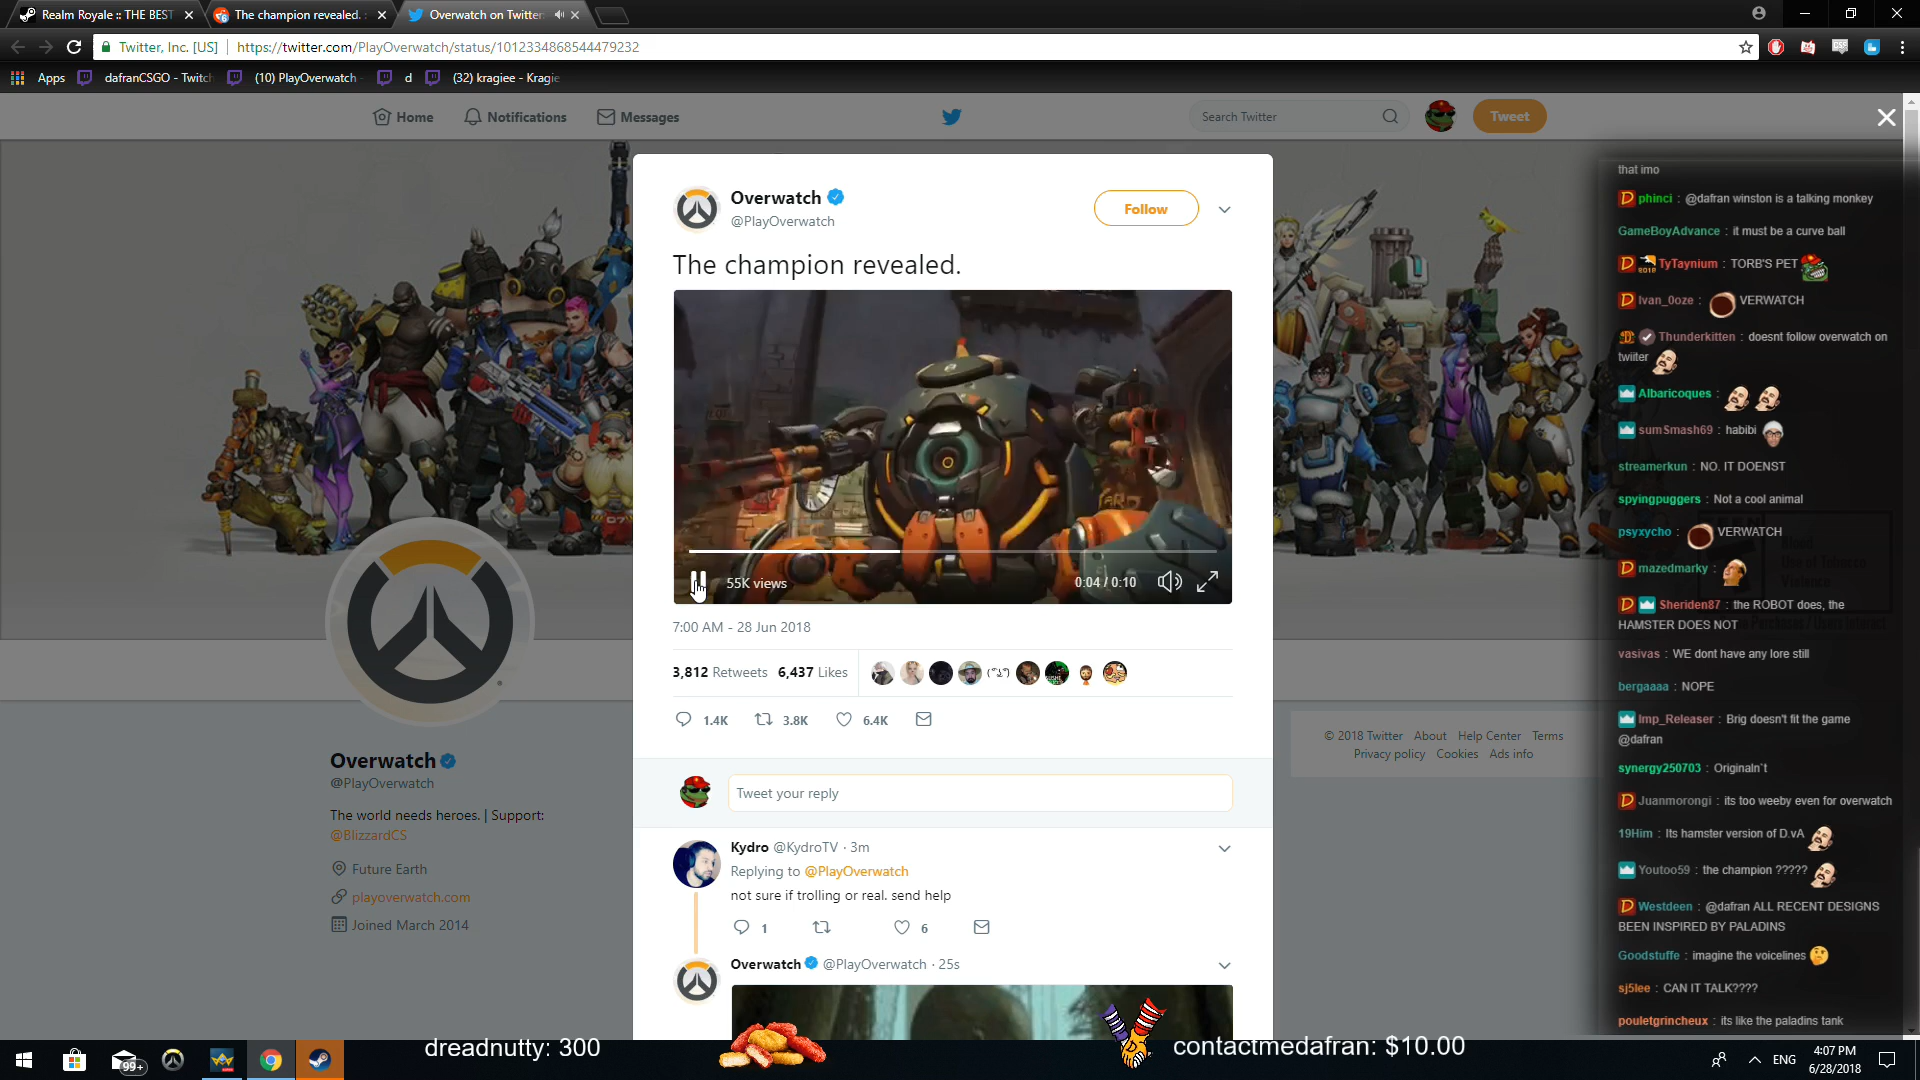 Realm Royale :: THE BEST
The champion revealed. :
Overwatch on Twitter
Twitter, Inc. [US]
https://twitter.com/PlayOverwatch/status/1012334868544479232
Apps
dafranCSGO - Twitch
(10) PlayOverwatch -
d
(32) kragiee - Kragie
Home
Notifications
Messages
Search Twitter
Tweet
Overwatch
@PlayOverwatch
Follow
The champion revealed.
55K views
0:04 / 0:10
7:00 AM - 28 Jun 2018
3,812 Retweets 6,437 Likes
1.4K 3.8K 6.4K
Tweet your reply
Kydro @KydroTV · 3m
Replying to @PlayOverwatch
not sure if trolling or real. send help
1 6
Overwatch @PlayOverwatch · 25s
Overwatch
@PlayOverwatch
The world needs heroes. | Support:
@BlizzardCS
Future Earth
playoverwatch.com
Joined March 2014
© 2018 Twitter About Help Center Terms
Privacy policy Cookies Ads info
that imo
phinci : @dafran winston is a talking monkey
GameBoyAdvance : it must be a curve ball
TyTaynium : TORB'S PET
Ivan_0oze : VERWATCH
Thunderkitten : doesnt follow overwatch on
twiiter
Albaricoques :
sumSmash69 : habibi
streamerkun : NO. IT DOENST
spyingpuggers : Not a cool animal
psyxycho : VERWATCH
mazedmarky :
Sheriden87 : the ROBOT does, the
HAMSTER DOES NOT
vasivas : WE dont have any lore still
bergaaaa : NOPE
Imp_Releaser : Brig doesn't fit the game
@dafran
synergy250703 : Originaln`t
Juanmorongi : its too weeby even for overwatch
19Him : Its hamster version of D.vA
Youtoo59 : the champion ?????
Westdeen : @dafran ALL RECENT DESIGNS
BEEN INSPIRED BY PALADINS
Goodstuffe : imagine the voicelines
sj5lee : CAN IT TALK????
pouletgrincheux : its like the paladins tank
dreadnutty: 300
contactmedafran: $10.00
99+
ENG
4:07 PM
6/28/2018